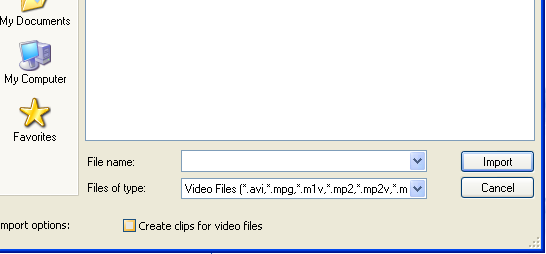 My Documents
My Computer
Favorites
File name:
Import
Files of type:
Video Files (*.avi,*.mpg,*.m1v,*.mp2,*.mp2v,*.m
Cancel
mport options:
Create clips for video files